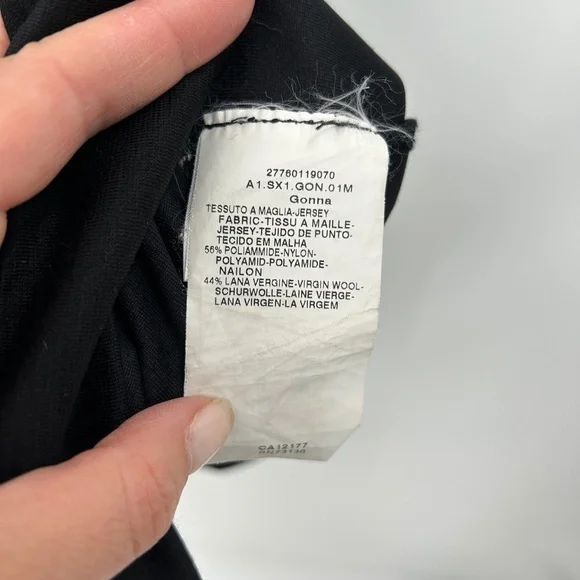 27760119070
A1.SX1.GON.01M
Gonna
TESSUTO A MAGLIA-JERSEY
FABRIC-TISSU A MAILLE-
JERSEY-TEJIDO DE PUNTO-
TECIDO EM MALHA
56% POLIAMMIDE-NYLON-
POLYAMID-POLYAMIDE-
NAILON
44% LANA VERGINE-VIRGIN WOOL-
SCHURWOLLE-LAINE VIERGE-
LANA VIRGEN-LA VIRGEM
CA12177